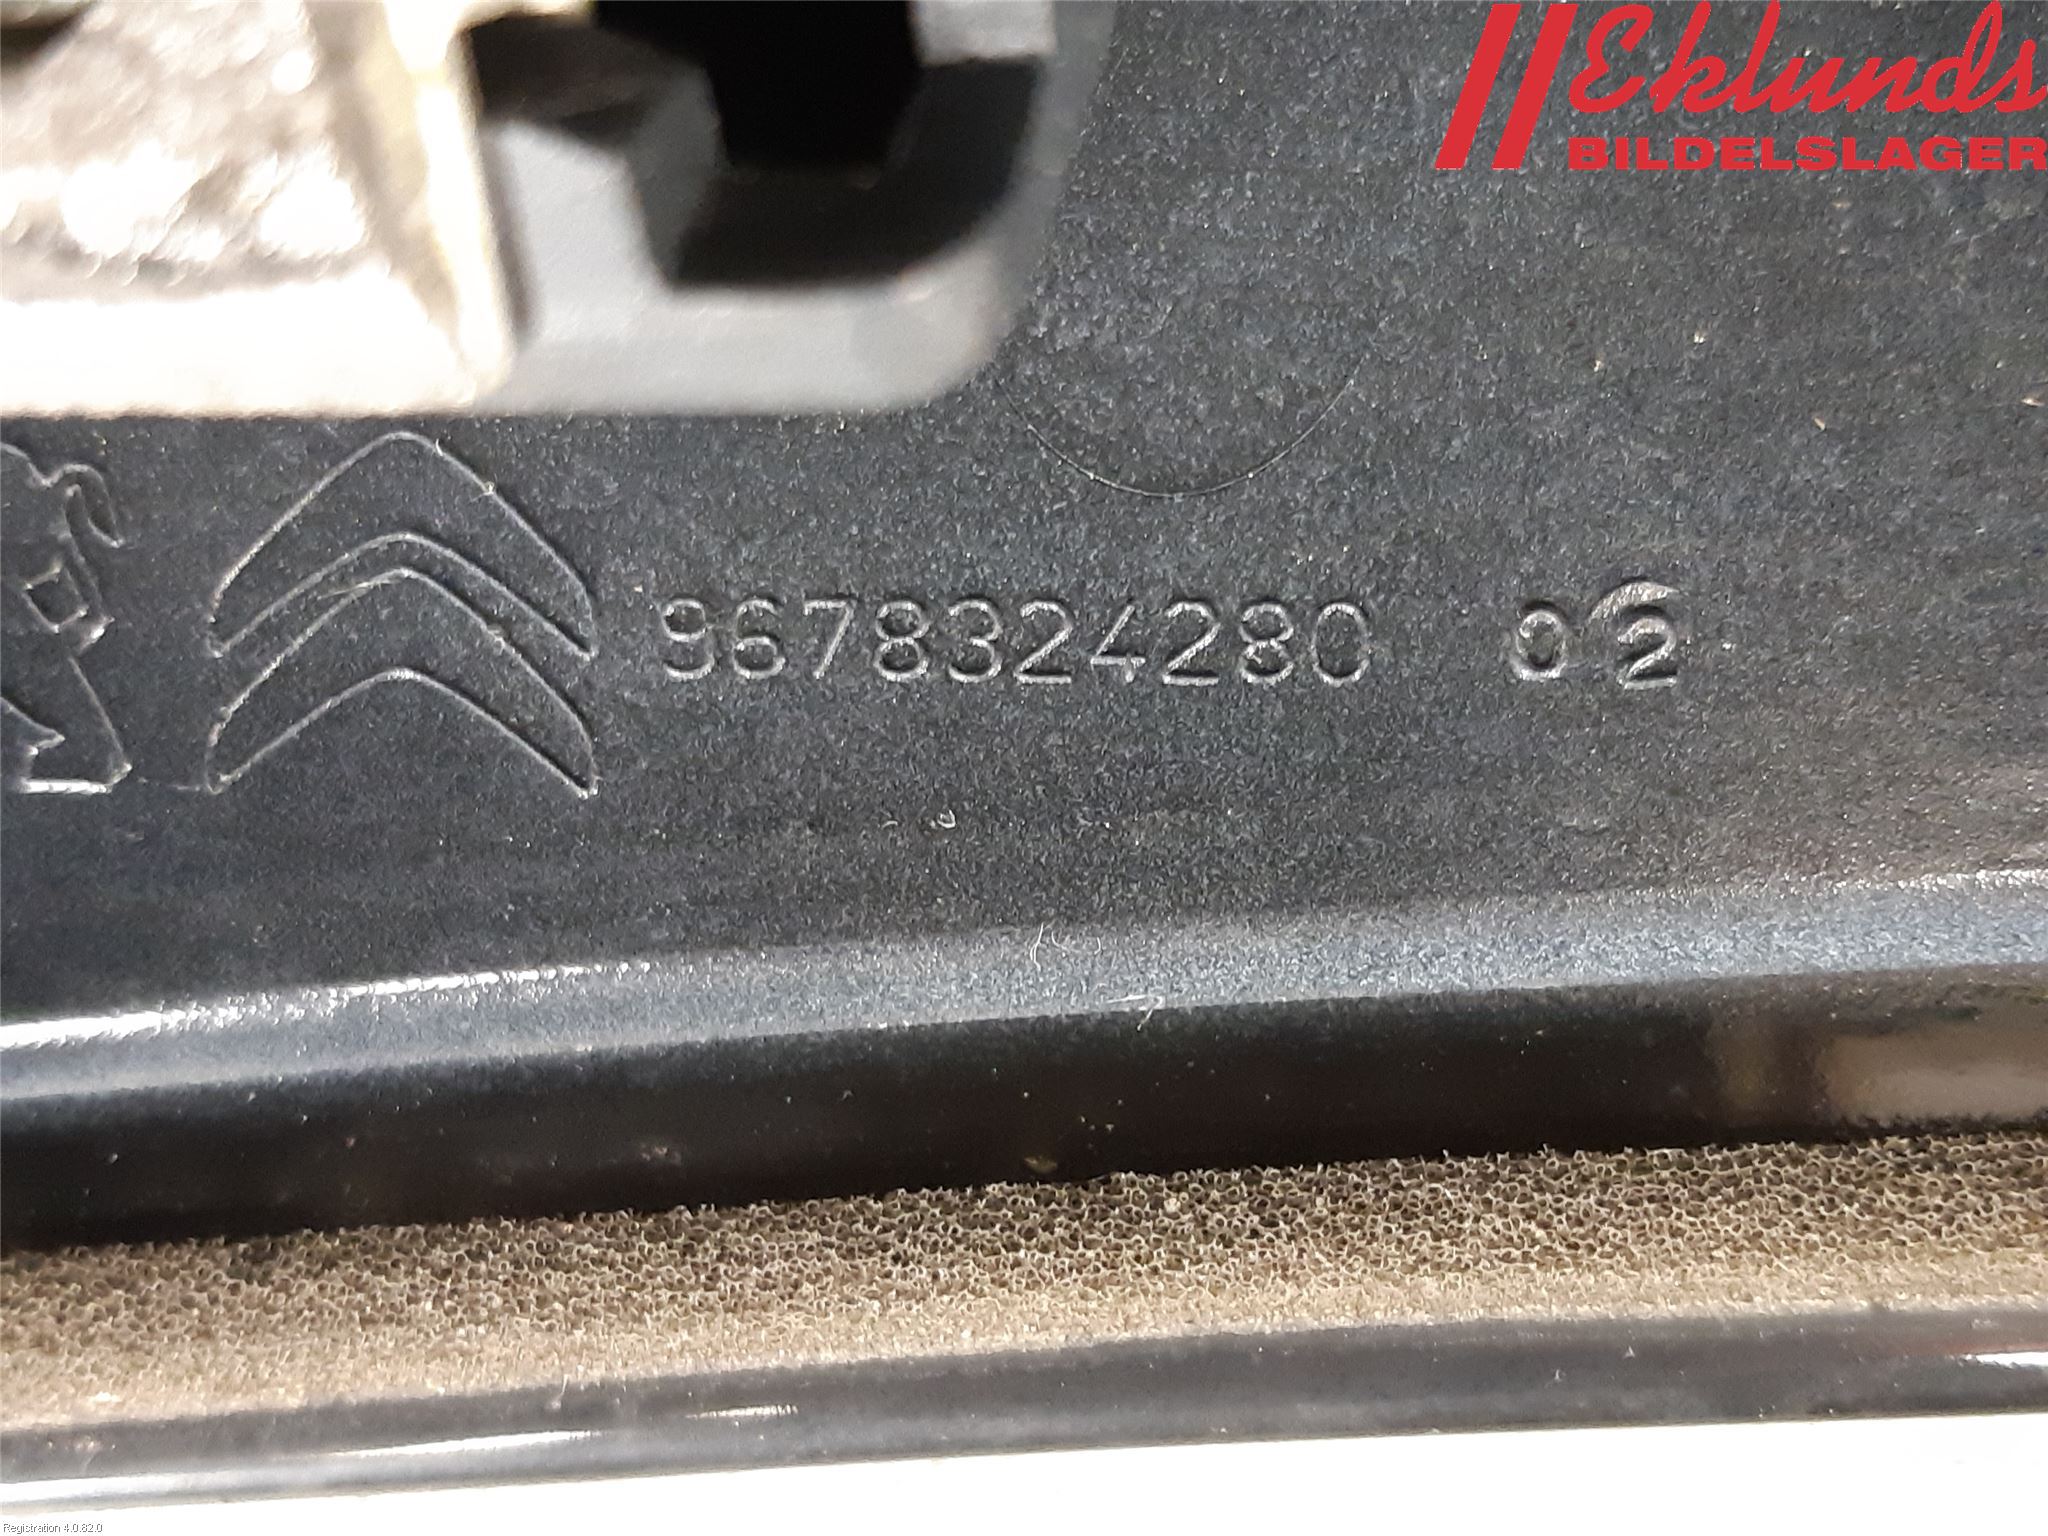 Eklunds
BILDELSLAGER
9678324280 02
Registration 4.0.82.0